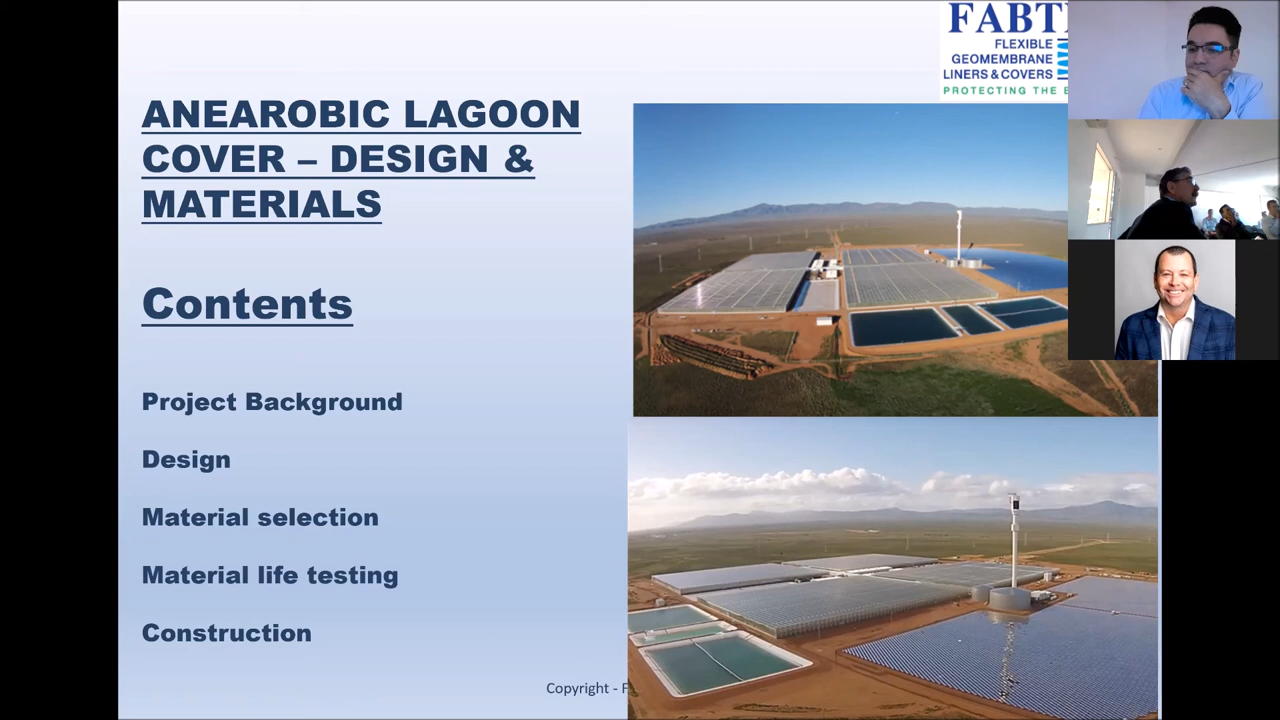 FABT
FLEXIBLE
GEOMEMBRANE
LINERS & COVERS
PROTECTING THE
ANEAROBIC LAGOON
COVER – DESIGN &
MATERIALS
Contents
Project Background
Design
Material selection
Material life testing
Construction
Copyright - F